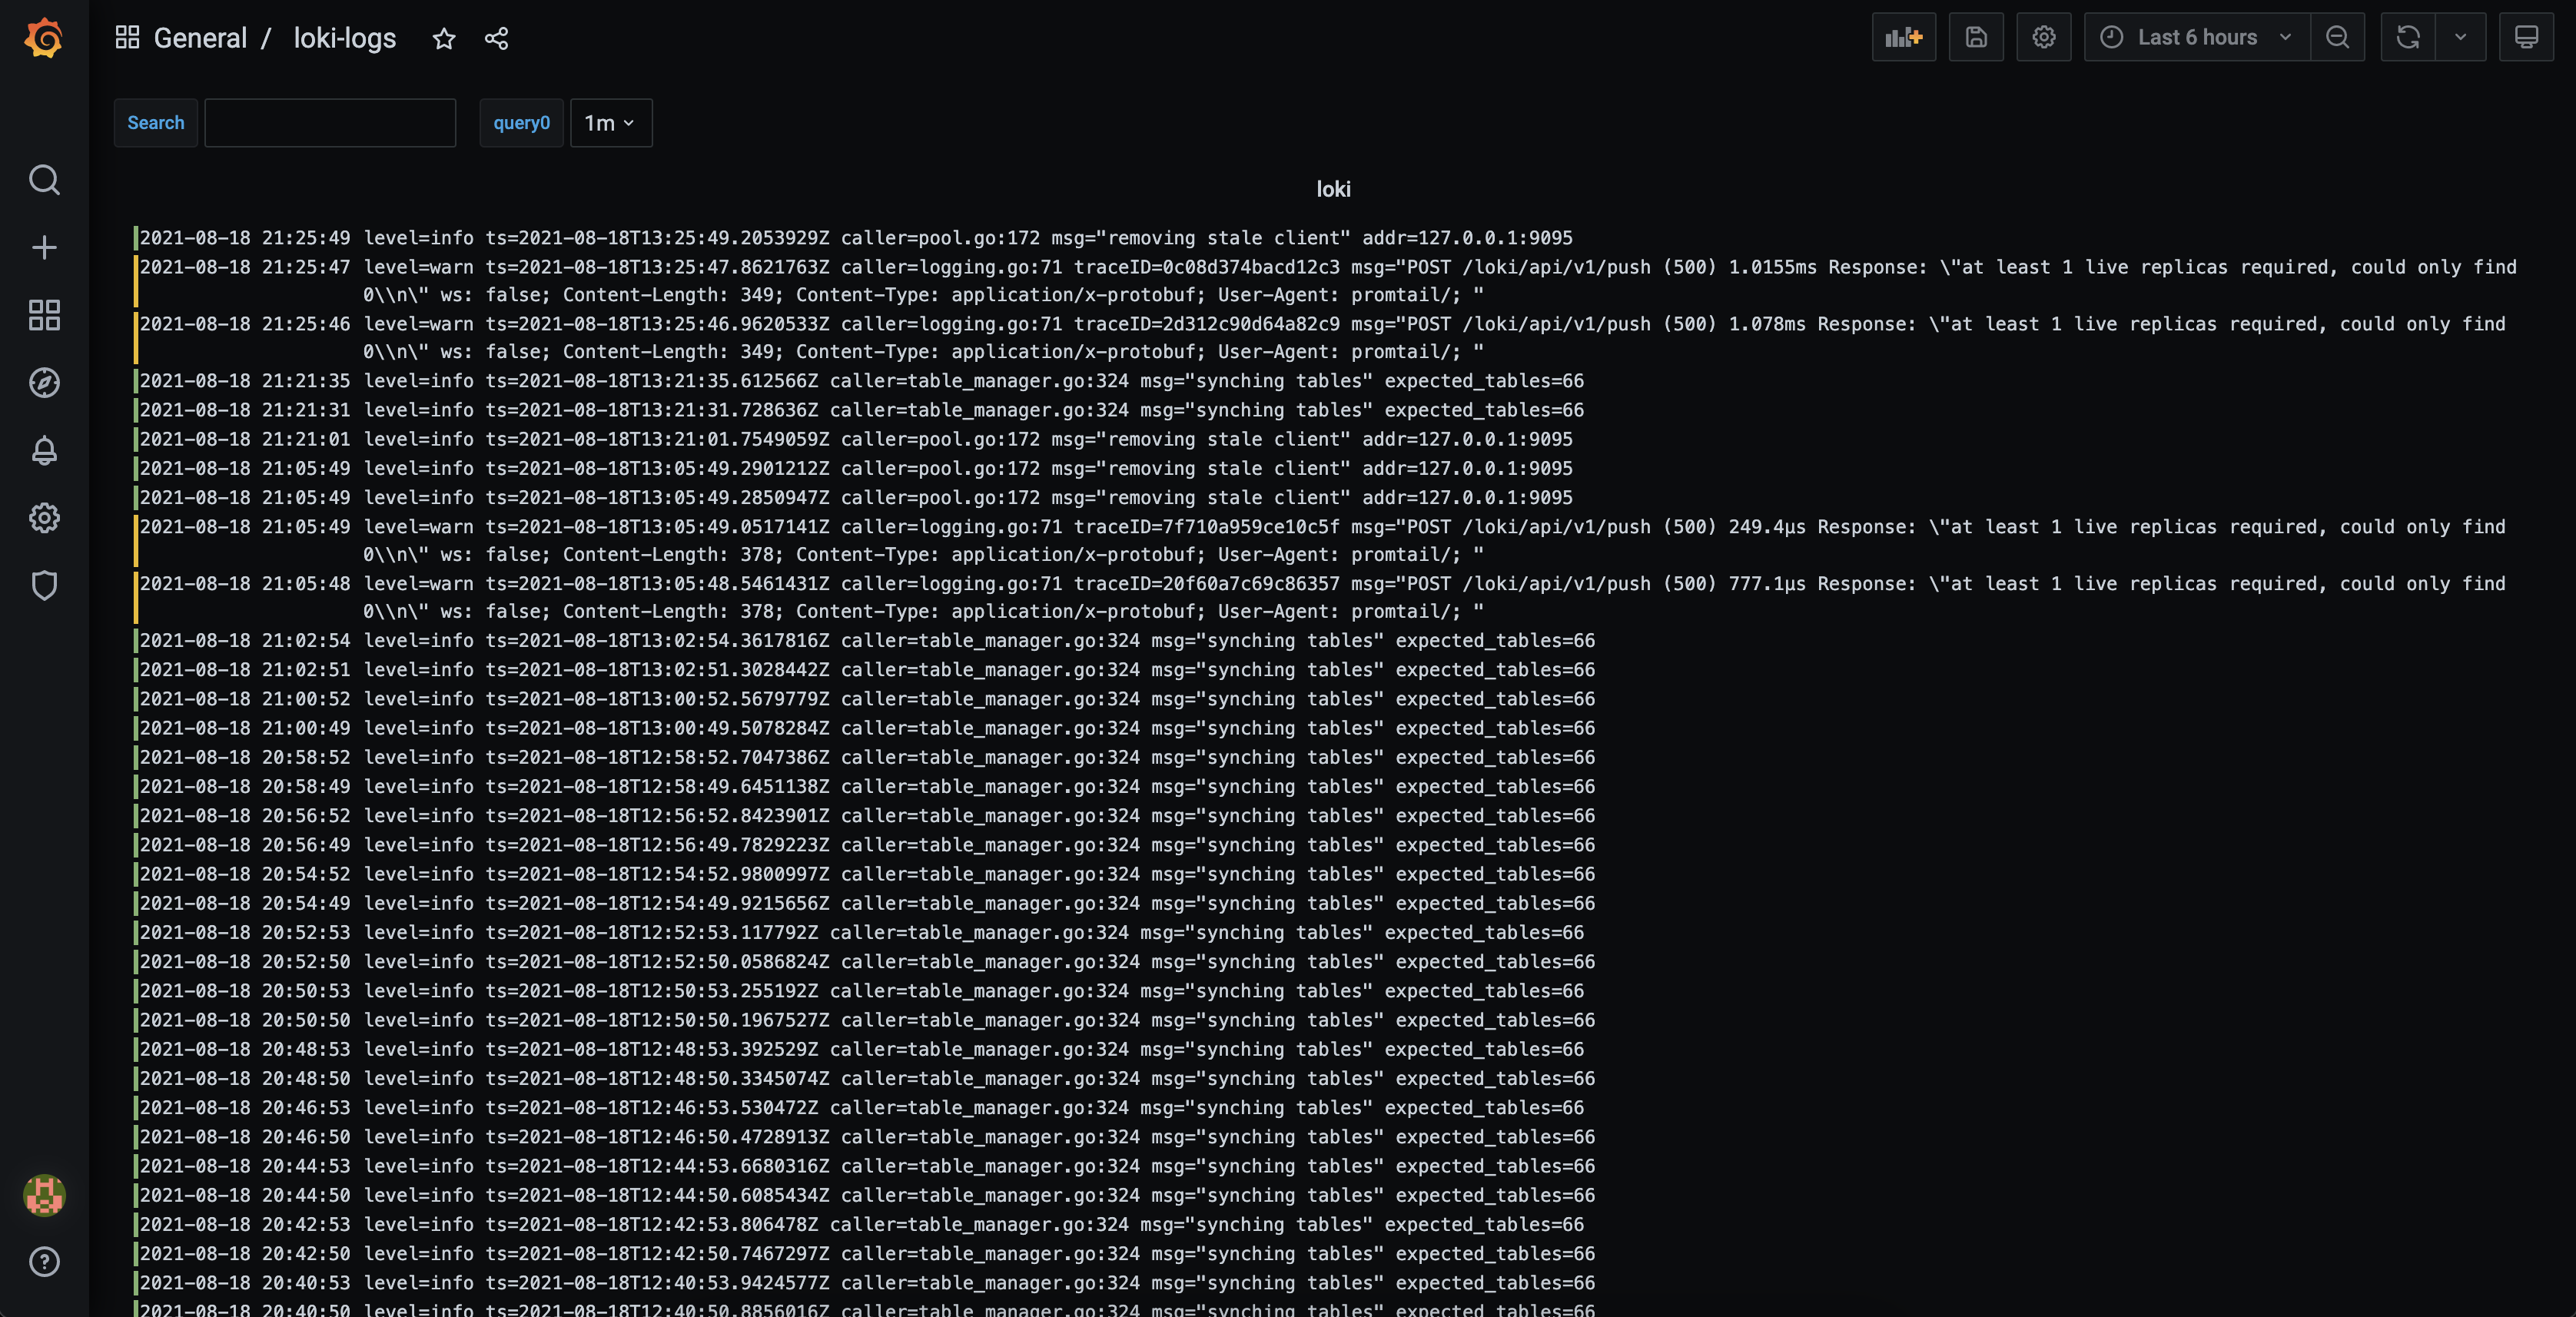 General / loki-logs
Last 6 hours
Search
query0
1m
loki
2021-08-18 21:25:49 level=info ts=2021-08-18T13:25:49.2053929Z caller=pool.go:172 msg="removing stale client" addr=127.0.0.1:9095
2021-08-18 21:25:47 level=warn ts=2021-08-18T13:25:47.8621763Z caller=logging.go:71 traceID=0c08d374bacd12c3 msg="POST /loki/api/v1/push (500) 1.0155ms Response: \"at least 1 live replicas required, could only find
0\\n\" ws: false; Content-Length: 349; Content-Type: application/x-protobuf; User-Agent: promtail/; "
2021-08-18 21:25:46 level=warn ts=2021-08-18T13:25:46.9620533Z caller=logging.go:71 traceID=2d312c90d64a82c9 msg="POST /loki/api/v1/push (500) 1.078ms Response: \"at least 1 live replicas required, could only find
0\\n\" ws: false; Content-Length: 349; Content-Type: application/x-protobuf; User-Agent: promtail/; "
2021-08-18 21:21:35 level=info ts=2021-08-18T13:21:35.612566Z caller=table_manager.go:324 msg="synching tables" expected_tables=66
2021-08-18 21:21:31 level=info ts=2021-08-18T13:21:31.728636Z caller=table_manager.go:324 msg="synching tables" expected_tables=66
2021-08-18 21:21:01 level=info ts=2021-08-18T13:21:01.7549059Z caller=pool.go:172 msg="removing stale client" addr=127.0.0.1:9095
2021-08-18 21:05:49 level=info ts=2021-08-18T13:05:49.2901212Z caller=pool.go:172 msg="removing stale client" addr=127.0.0.1:9095
2021-08-18 21:05:49 level=info ts=2021-08-18T13:05:49.2850947Z caller=pool.go:172 msg="removing stale client" addr=127.0.0.1:9095
2021-08-18 21:05:49 level=warn ts=2021-08-18T13:05:49.0517141Z caller=logging.go:71 traceID=7f710a959ce10c5f msg="POST /loki/api/v1/push (500) 249.4µs Response: \"at least 1 live replicas required, could only find
0\\n\" ws: false; Content-Length: 378; Content-Type: application/x-protobuf; User-Agent: promtail/; "
2021-08-18 21:05:48 level=warn ts=2021-08-18T13:05:48.5461431Z caller=logging.go:71 traceID=20f60a7c69c86357 msg="POST /loki/api/v1/push (500) 777.1µs Response: \"at least 1 live replicas required, could only find
0\\n\" ws: false; Content-Length: 378; Content-Type: application/x-protobuf; User-Agent: promtail/; "
2021-08-18 21:02:54 level=info ts=2021-08-18T13:02:54.3617816Z caller=table_manager.go:324 msg="synching tables" expected_tables=66
2021-08-18 21:02:51 level=info ts=2021-08-18T13:02:51.3028442Z caller=table_manager.go:324 msg="synching tables" expected_tables=66
2021-08-18 21:00:52 level=info ts=2021-08-18T13:00:52.5679779Z caller=table_manager.go:324 msg="synching tables" expected_tables=66
2021-08-18 21:00:49 level=info ts=2021-08-18T13:00:49.5078284Z caller=table_manager.go:324 msg="synching tables" expected_tables=66
2021-08-18 20:58:52 level=info ts=2021-08-18T12:58:52.7047386Z caller=table_manager.go:324 msg="synching tables" expected_tables=66
2021-08-18 20:58:49 level=info ts=2021-08-18T12:58:49.6451138Z caller=table_manager.go:324 msg="synching tables" expected_tables=66
2021-08-18 20:56:52 level=info ts=2021-08-18T12:56:52.8423901Z caller=table_manager.go:324 msg="synching tables" expected_tables=66
2021-08-18 20:56:49 level=info ts=2021-08-18T12:56:49.7829223Z caller=table_manager.go:324 msg="synching tables" expected_tables=66
2021-08-18 20:54:52 level=info ts=2021-08-18T12:54:52.9800997Z caller=table_manager.go:324 msg="synching tables" expected_tables=66
2021-08-18 20:54:49 level=info ts=2021-08-18T12:54:49.9215656Z caller=table_manager.go:324 msg="synching tables" expected_tables=66
2021-08-18 20:52:53 level=info ts=2021-08-18T12:52:53.117792Z caller=table_manager.go:324 msg="synching tables" expected_tables=66
2021-08-18 20:52:50 level=info ts=2021-08-18T12:52:50.0586824Z caller=table_manager.go:324 msg="synching tables" expected_tables=66
2021-08-18 20:50:53 level=info ts=2021-08-18T12:50:53.255192Z caller=table_manager.go:324 msg="synching tables" expected_tables=66
2021-08-18 20:50:50 level=info ts=2021-08-18T12:50:50.1967527Z caller=table_manager.go:324 msg="synching tables" expected_tables=66
2021-08-18 20:48:53 level=info ts=2021-08-18T12:48:53.392529Z caller=table_manager.go:324 msg="synching tables" expected_tables=66
2021-08-18 20:48:50 level=info ts=2021-08-18T12:48:50.3345074Z caller=table_manager.go:324 msg="synching tables" expected_tables=66
2021-08-18 20:46:53 level=info ts=2021-08-18T12:46:53.530472Z caller=table_manager.go:324 msg="synching tables" expected_tables=66
2021-08-18 20:46:50 level=info ts=2021-08-18T12:46:50.4728913Z caller=table_manager.go:324 msg="synching tables" expected_tables=66
2021-08-18 20:44:53 level=info ts=2021-08-18T12:44:53.6680316Z caller=table_manager.go:324 msg="synching tables" expected_tables=66
2021-08-18 20:44:50 level=info ts=2021-08-18T12:44:50.6085434Z caller=table_manager.go:324 msg="synching tables" expected_tables=66
2021-08-18 20:42:53 level=info ts=2021-08-18T12:42:53.806478Z caller=table_manager.go:324 msg="synching tables" expected_tables=66
2021-08-18 20:42:50 level=info ts=2021-08-18T12:42:50.7467297Z caller=table_manager.go:324 msg="synching tables" expected_tables=66
2021-08-18 20:40:53 level=info ts=2021-08-18T12:40:53.9424577Z caller=table_manager.go:324 msg="synching tables" expected_tables=66
2021-08-18 20:40:50 level=info ts=2021-08-18T12:40:50.8856016Z caller=table_manager.go:324 msg="synching tables" expected_tables=66